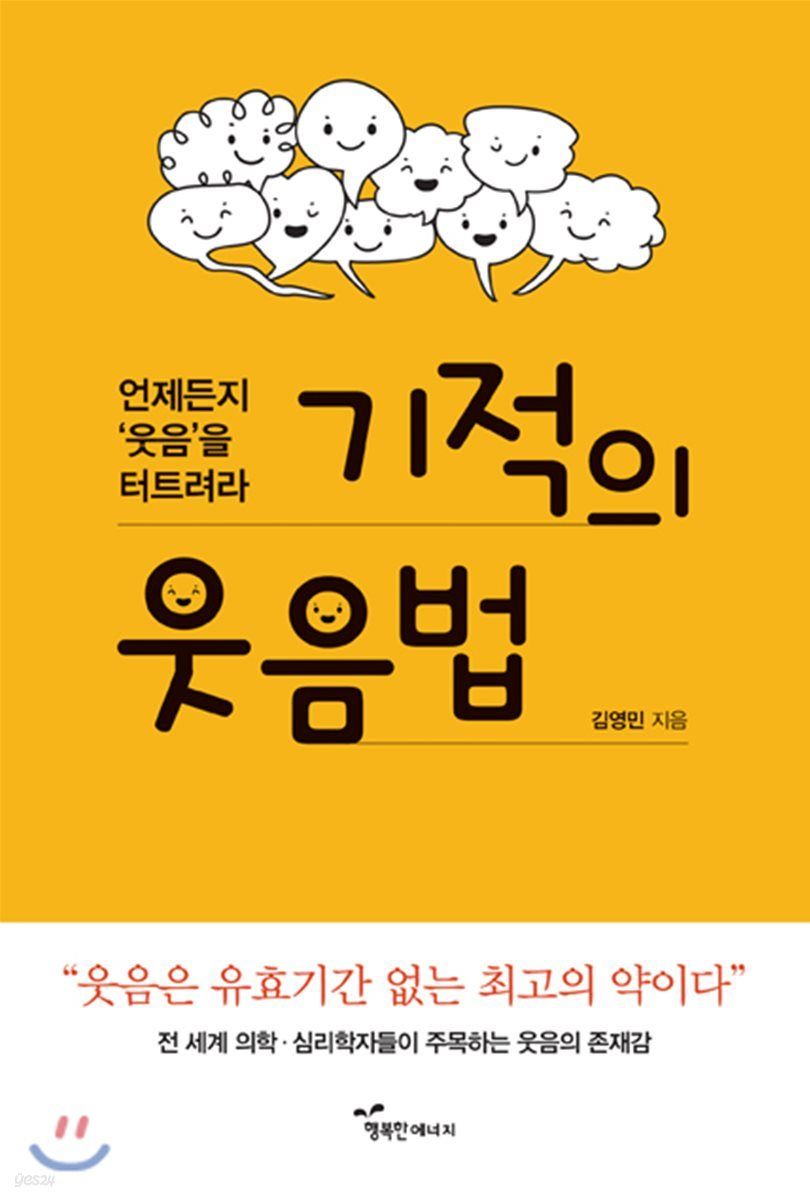 언제든지
‘웃음’을
터트려라
기적의
웃음법
김영민 지음
“웃음은 유효기간 없는 최고의 약이다”
전 세계 의학·심리학자들이 주목하는 웃음의 존재감
행복한에너지
yes24